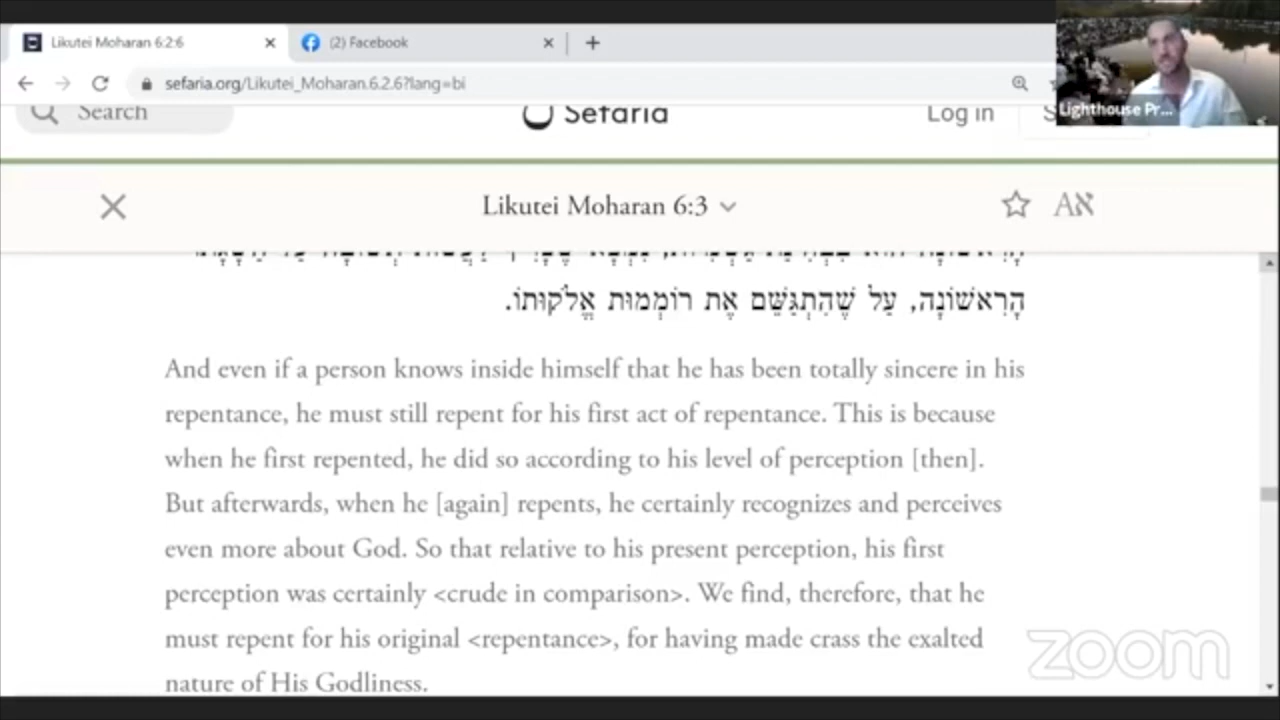 Likutei Moharan 6:2:6
(2) Facebook
sefaria.org/Likutei_Moharan.6.2.6?lang=bi
Lighthouse Pr...
Search
Sefaria
Log in
S
Likutei Moharan 6:3
Aא
הָרִאשׁוֹנָה, עַל שֶׁהִתְגַּשֵּׁם אֶת רוֹמְמוּת אֱלֹקוּתוֹ.
And even if a person knows inside himself that he has been totally sincere in his
repentance, he must still repent for his first act of repentance. This is because
when he first repented, he did so according to his level of perception [then].
But afterwards, when he [again] repents, he certainly recognizes and perceives
even more about God. So that relative to his present perception, his first
perception was certainly <crude in comparison>. We find, therefore, that he
must repent for his original <repentance>, for having made crass the exalted
nature of His Godliness.
zoom